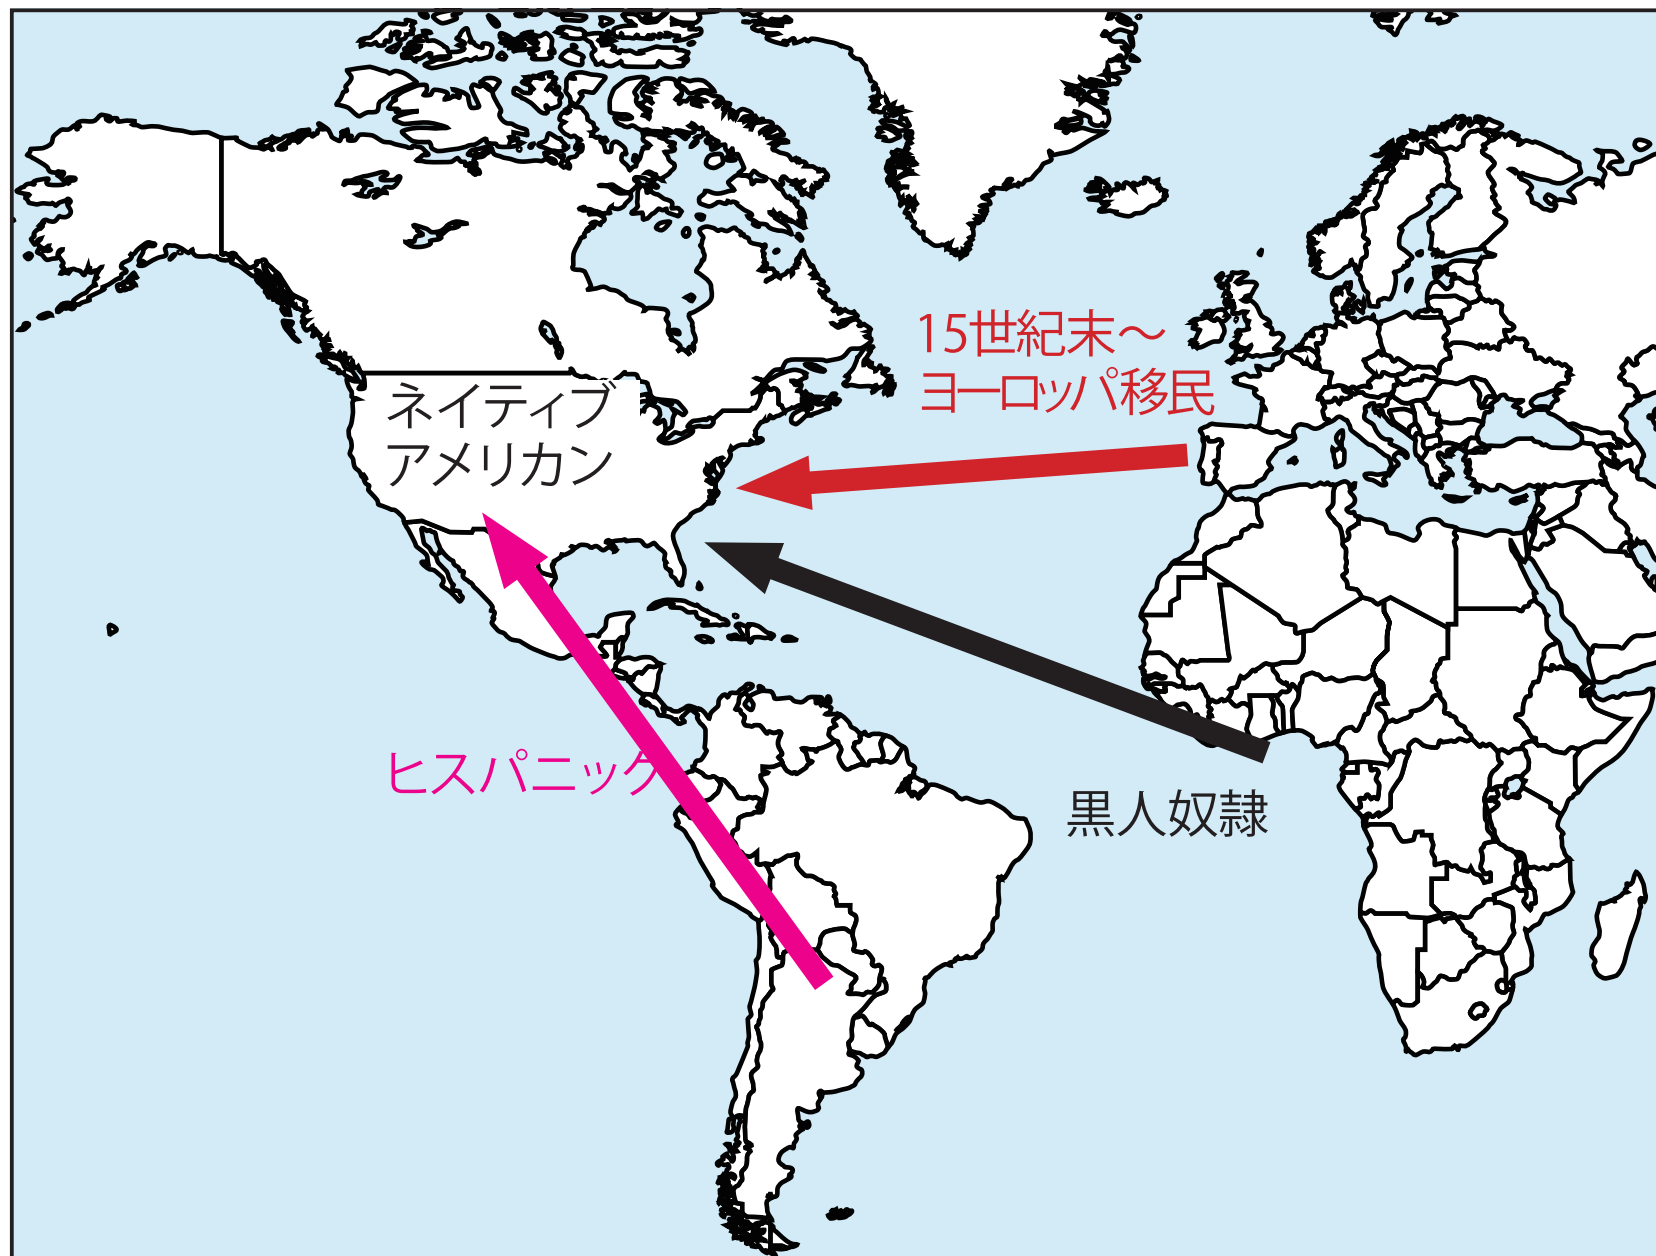 15世紀末～
ヨーロッパ移民
ネイティブ
アメリカン
ヒスパニック
黒人奴隷